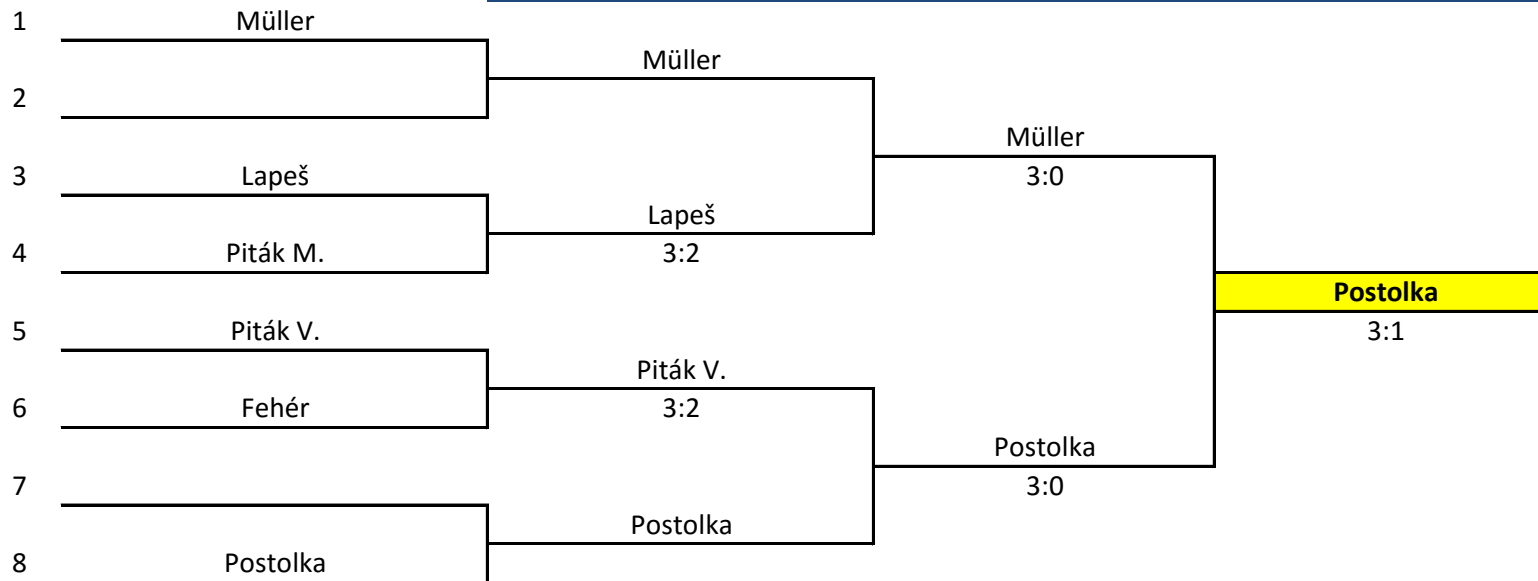 1 Müller
Müller
2
Müller
3 Lapeš 3:0
Lapeš
4 Piták M. 3:2
Postolka
5 Piták V. 3:1
Piták V.
6 Fehér 3:2
Postolka
7 3:0
Postolka
8 Postolka